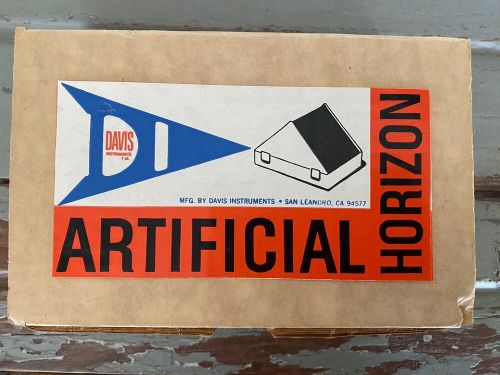 DAVIS
INSTRUMENTS
T.M.
MFG. BY DAVIS INSTRUMENTS • SAN LEANDRO, CA 94577
ARTIFICIAL
HORIZON